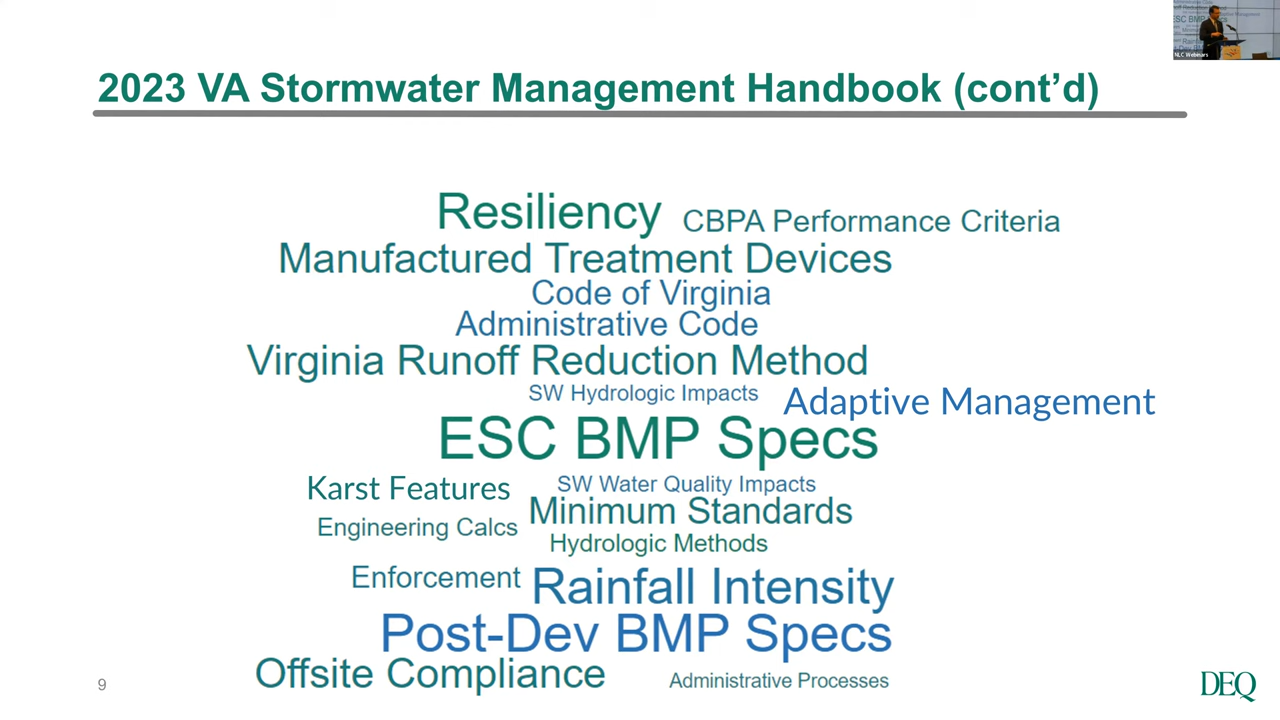 NLC Webinars
2023 VA Stormwater Management Handbook (cont’d)
Resiliency CBPA Performance Criteria
Manufactured Treatment Devices
Code of Virginia
Administrative Code
Virginia Runoff Reduction Method
SW Hydrologic Impacts Adaptive Management
ESC BMP Specs
Karst Features SW Water Quality Impacts
Engineering Calcs Minimum Standards
Hydrologic Methods
Enforcement Rainfall Intensity
Post-Dev BMP Specs
Offsite Compliance Administrative Processes
9
DEQ